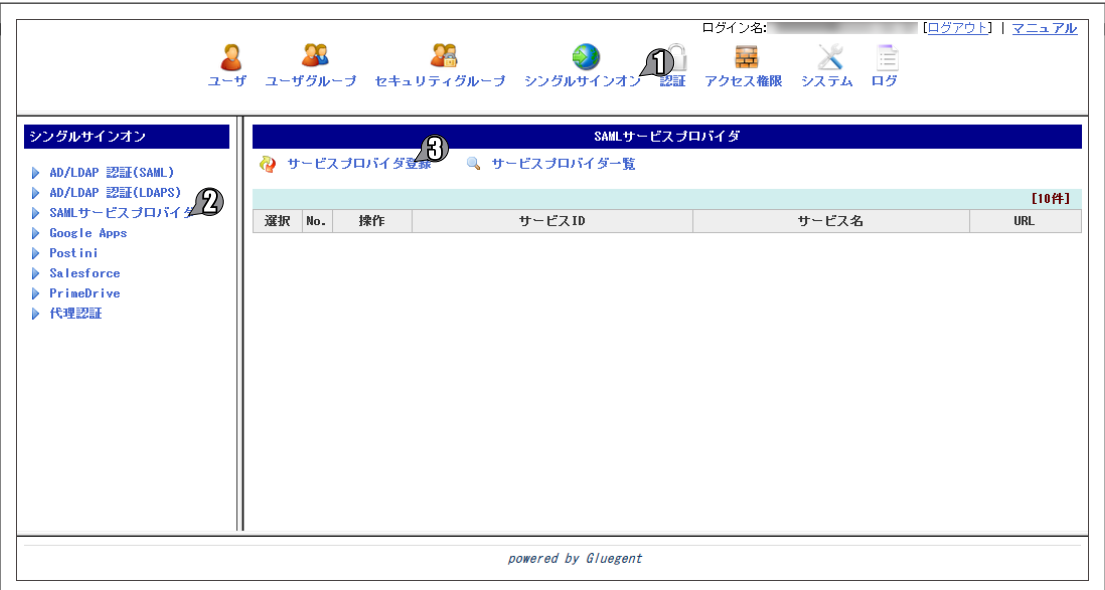 ログイン名: [ログアウト] | マニュアル
ユーザ ユーザグループ セキュリティグループ シングルサインオン 1 認証 アクセス権限 システム ログ
シングルサインオン
AD/LDAP 認証(SAML)
AD/LDAP 認証(LDAPS)
SAMLサービスプロバイダ 2
Google Apps
Postini
Salesforce
PrimeDrive
代理認証
SAMLサービスプロバイダ
サービスプロバイダ登録 3 サービスプロバイダ一覧
[10件]
選択 No. 操作 サービスID サービス名 URL
powered by Gluegent